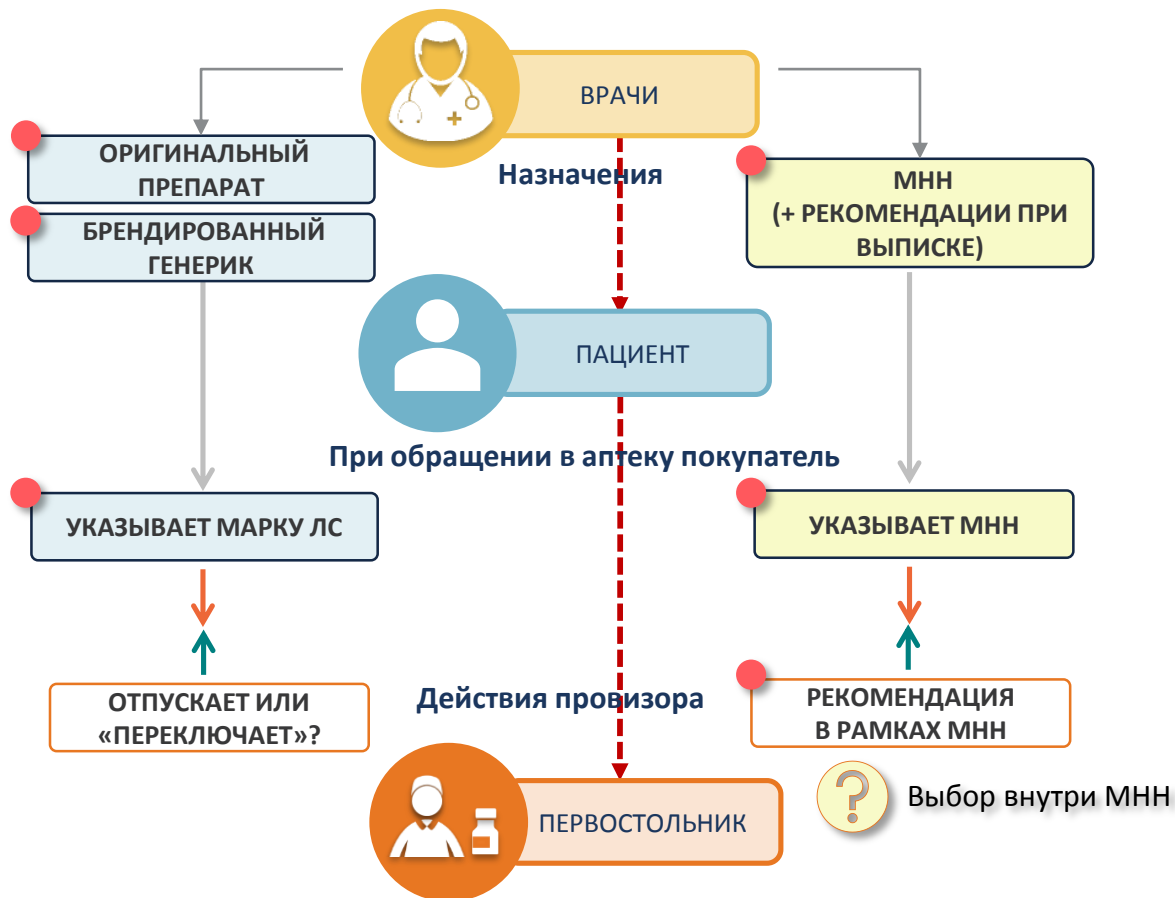 ВРАЧИ
ОРИГИНАЛЬНЫЙ
ПРЕПАРАТ
Назначения
МНН
(+ РЕКОМЕНДАЦИИ ПРИ
ВЫПИСКЕ)
БРЕНДИРОВАННЫЙ
ГЕНЕРИК
ПАЦИЕНТ
При обращении в аптеку покупатель
УКАЗЫВАЕТ МАРКУ ЛС
УКАЗЫВАЕТ МНН
Действия провизора
ОТПУСКАЕТ ИЛИ
«ПЕРЕКЛЮЧАЕТ»?
РЕКОМЕНДАЦИЯ
В РАМКАХ МНН
?
Выбор внутри МНН
ПЕРВОСТОЛЬНИК